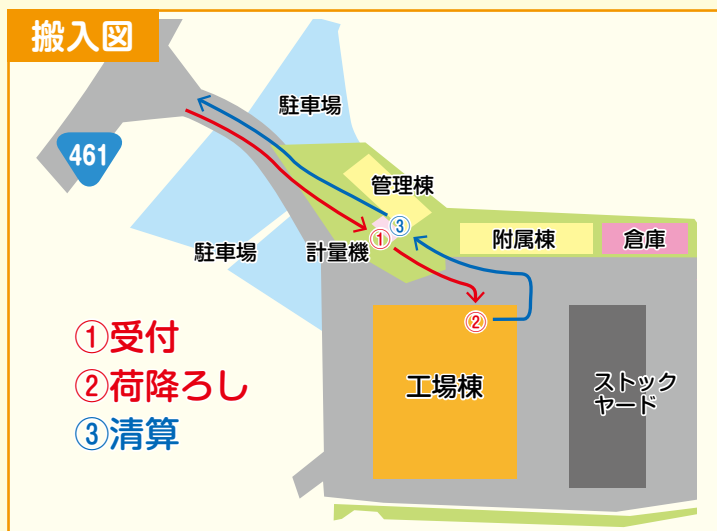 搬入図
駐車場
461
管理棟
③
①
駐車場
計量機
附属棟
倉庫
②
①受付
②荷降ろし
③清算
工場棟
ストック
ヤード